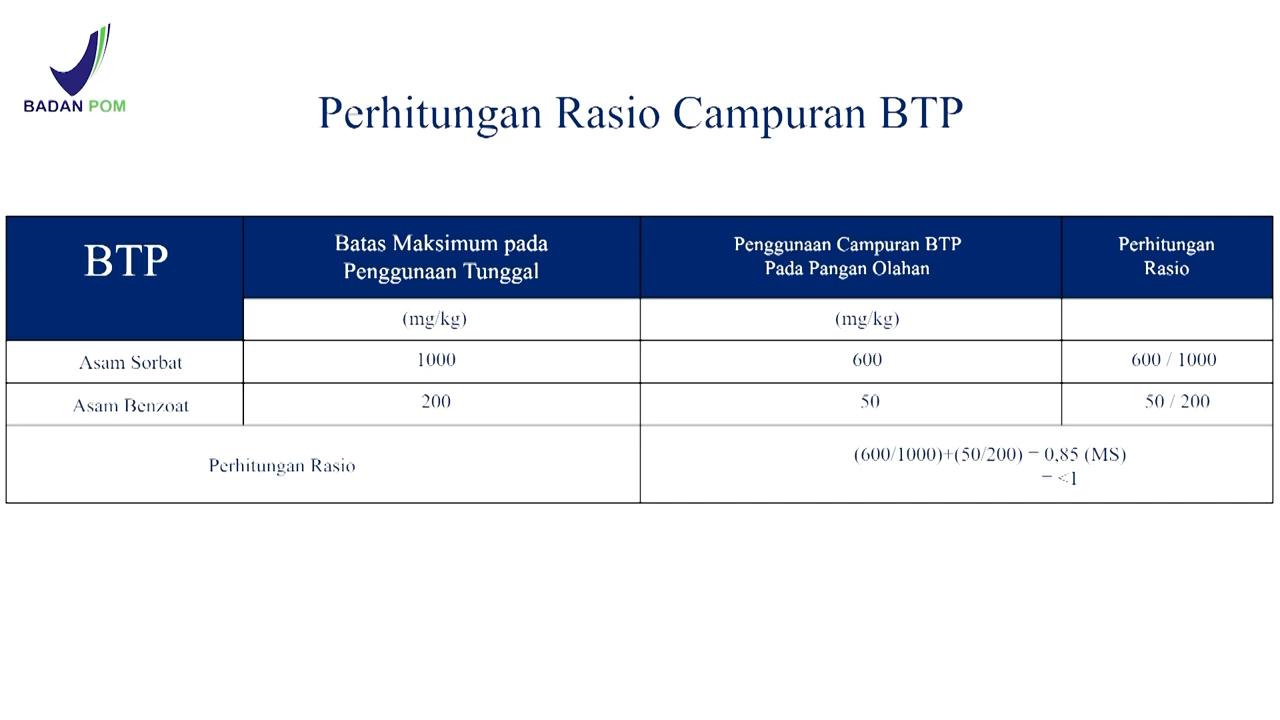 BADAN POM
Perhitungan Rasio Campuran BTP
BTP
Batas Maksimum pada
Penggunaan Tunggal
Penggunaan Campuran BTP
Pada Pangan Olahan
Perhitungan
Rasio
(mg/kg)
(mg/kg)
Asam Sorbat
1000
600
600 / 1000
Asam Benzoat
200
50
50 / 200
Perhitungan Rasio
(600/1000)+(50/200) = 0,85 (MS)
= <1